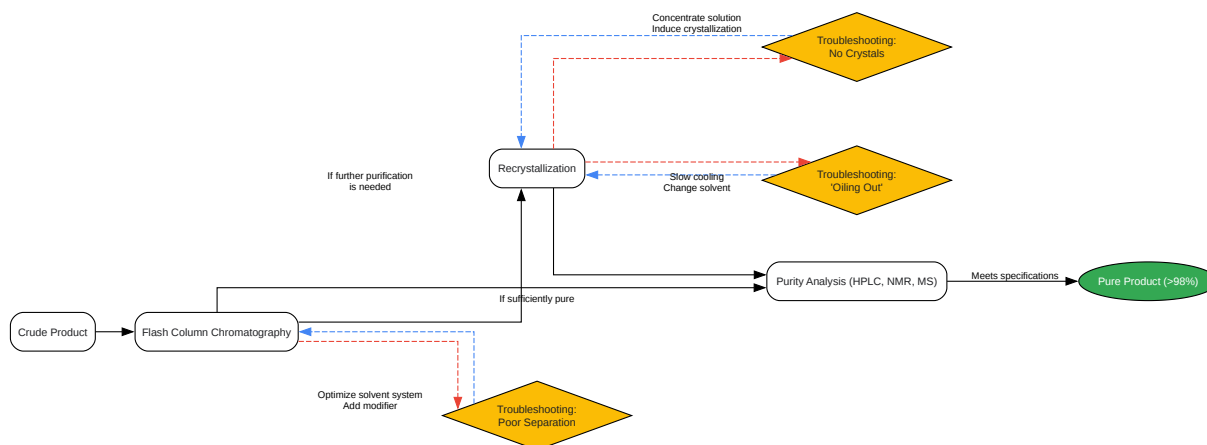 Concentrate solution
Induce crystallization
Troubleshooting:
No Crystals
Recrystallization
If further purification
is needed
Slow cooling
Change solvent
Troubleshooting:
'Oiling Out'
Purity Analysis (HPLC, NMR, MS)
Meets specifications
Pure Product (>98%)
If sufficiently pure
Crude Product
Flash Column Chromatography
Optimize solvent system
Add modifier
Troubleshooting:
Poor Separation